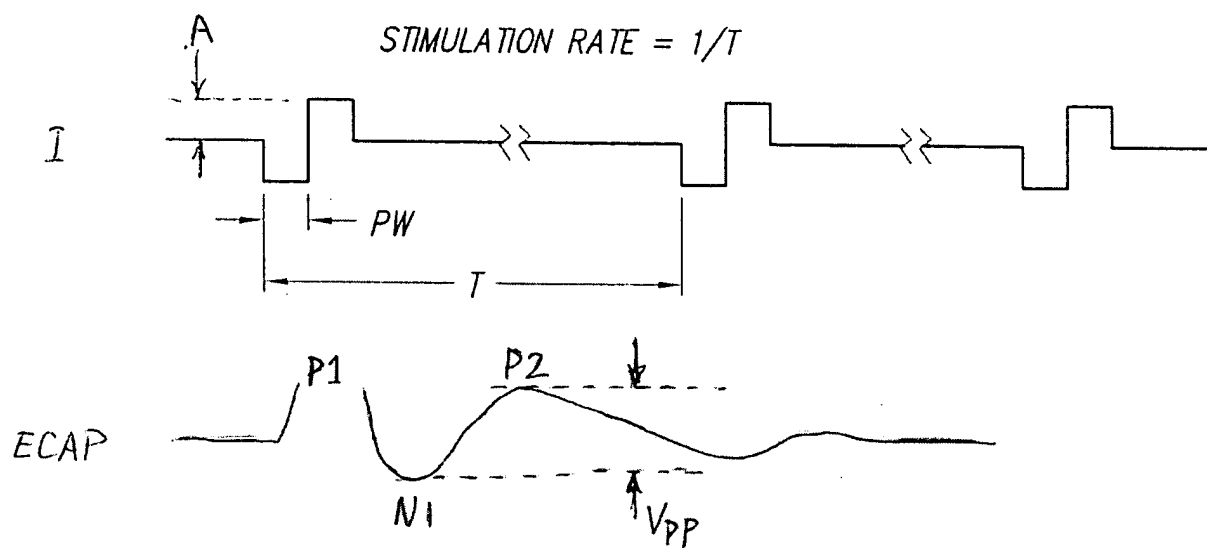 A
STIMULATION RATE = 1/T
I
PW
T
P1
P2
ECAP
N1
VPP